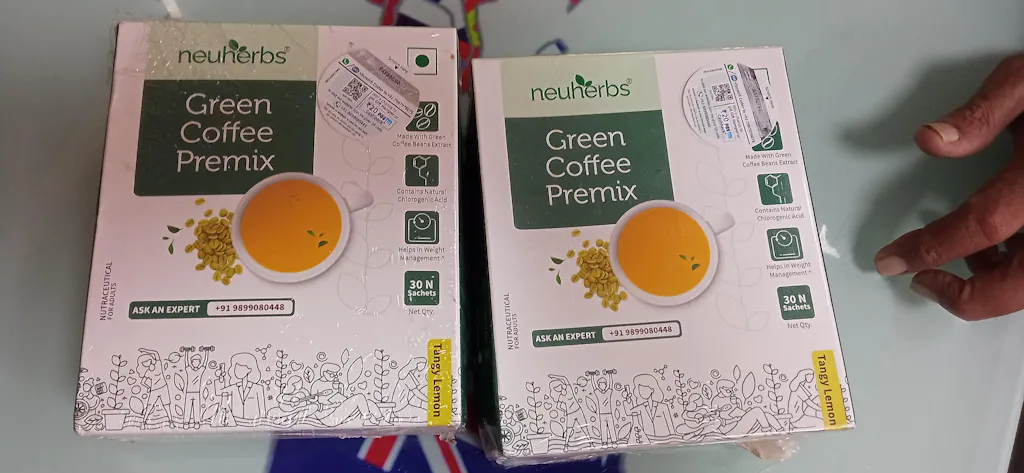 neuherbs®
Green
Coffee
Premix
Made With Green
Coffee Beans Extract
Contains Natural
Chlorogenic Acid
Helps in Weight
Management ^
30 N
Sachets
Net Qty.
NUTRACEUTICAL
FOR ADULTS
ASK AN EXPERT +91 9899080448
Tangy Lemon
neuherbs®
Green
Coffee
Premix
₹20
Made With Green
Coffee Beans Extract
Contains Natural
Chlorogenic Acid
Helps in Weight
Management ^
30 N
Sachets
Net Qty.
NUTRACEUTICAL
FOR ADULTS
ASK AN EXPERT +91 9899080448
Tangy Lemon